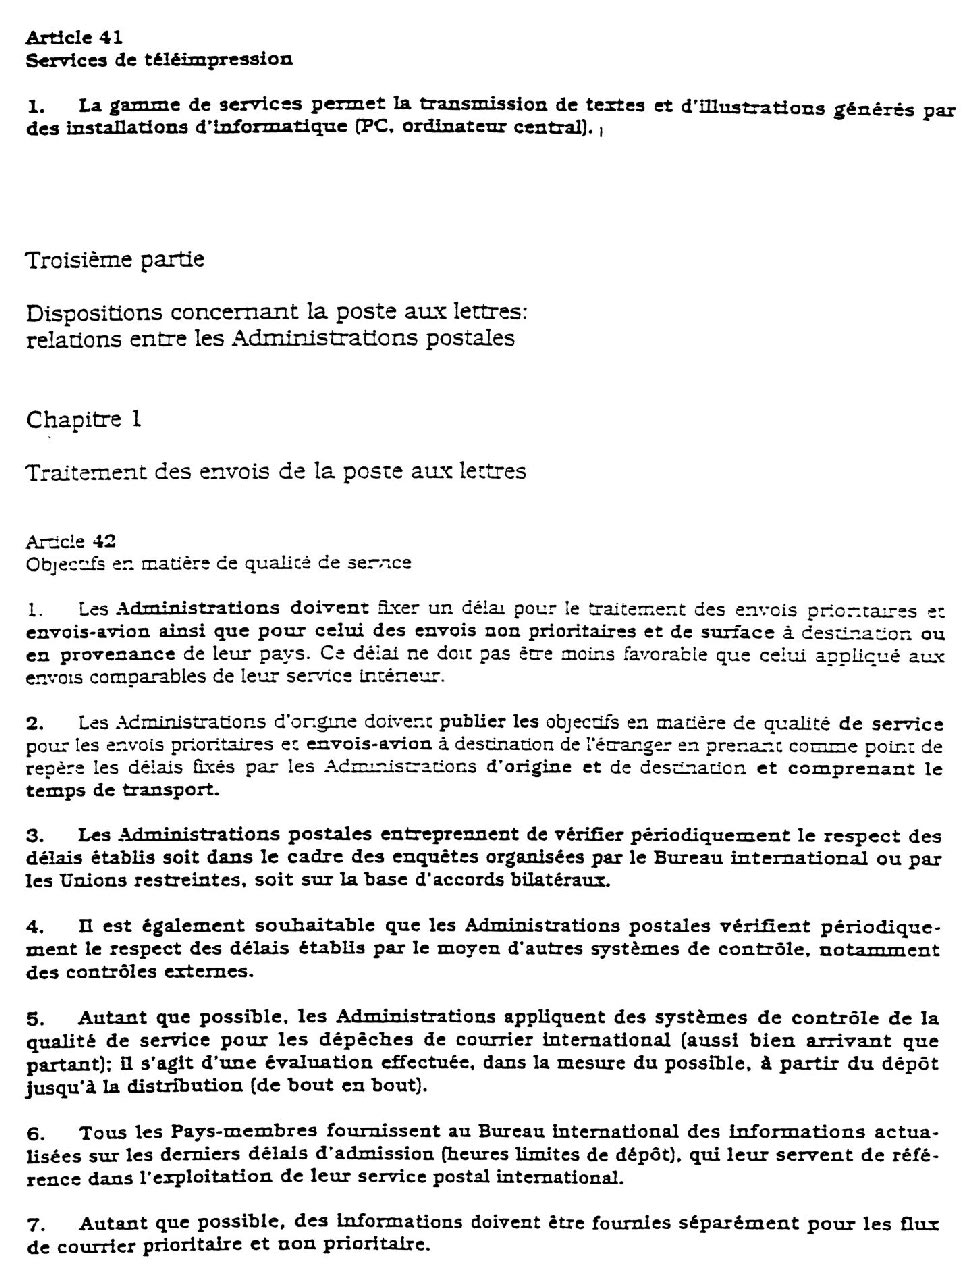 Article 41
Services de téléimpression
1. La gamme de services permet la transmission de textes et d'illustrations générés par
des installations d'informatique (PC, ordinateur central).
Troisième partie
Dispositions concernant la poste aux lettres:
relations entre les Administrations postales
Chapitre 1
Traitement des envois de la poste aux lettres
Article 42
Objectifs en matière de qualité de service
1. Les Administrations doivent fixer un délai pour le traitement des envois prioritaires et
envois-avion ainsi que pour celui des envois non prioritaires et de surface à destination ou
en provenance de leur pays. Ce délai ne doit pas être moins favorable que celui appliqué aux
envois comparables de leur service intérieur.
2. Les Administrations d'origine doivent publier les objectifs en matière de qualité de service
pour les envois prioritaires et envois-avion à destination de l'étranger en prenant comme point de
repère les délais fixés par les Administrations d'origine et de destination et comprenant le
temps de transport.
3. Les Administrations postales entreprennent de vérifier périodiquement le respect des
délais établis soit dans le cadre des enquêtes organisées par le Bureau international ou par
les Unions restreintes, soit sur la base d'accords bilatéraux.
4. Il est également souhaitable que les Administrations postales vérifient périodique-
ment le respect des délais établis par le moyen d'autres systèmes de contrôle, notamment
des contrôles externes.
5. Autant que possible, les Administrations appliquent des systèmes de contrôle de la
qualité de service pour les dépêches de courrier international (aussi bien arrivant que
partant); il s'agit d'une évaluation effectuée, dans la mesure du possible, à partir du dépôt
jusqu'à la distribution (de bout en bout).
6. Tous les Pays-membres fournissent au Bureau international des informations actua-
lisées sur les derniers délais d'admission (heures limites de dépôt), qui leur servent de réfé-
rence dans l'exploitation de leur service postal international.
7. Autant que possible, des informations doivent être fournies séparément pour les flux
de courrier prioritaire et non prioritaire.